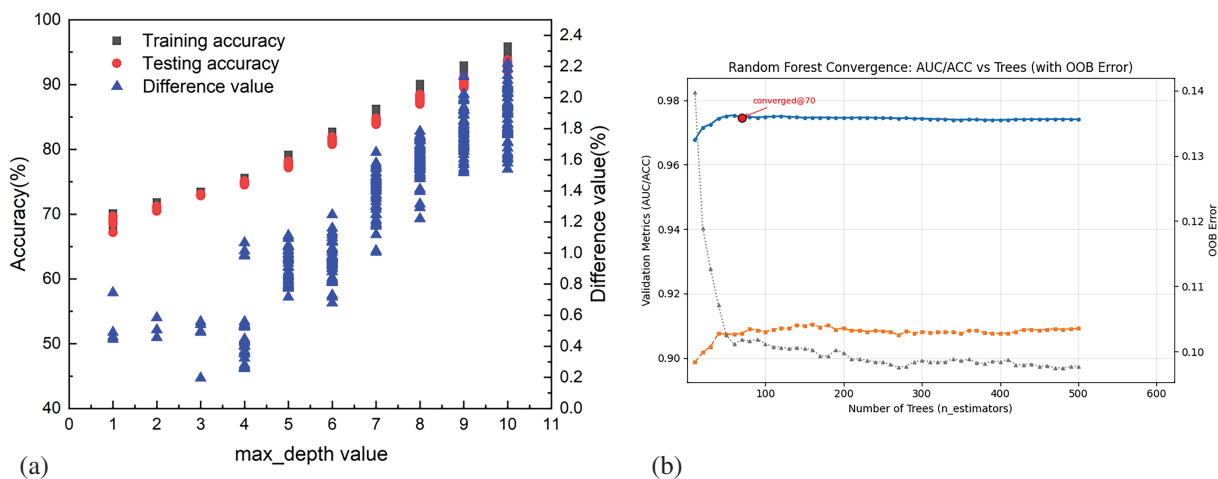 100
90
80
70
60
50
40
Accuracy(%)
Training accuracy
Testing accuracy
Difference value
2.4
2.2
2.0
1.8
1.6
1.4
1.2
1.0
0.8
0.6
0.4
0.2
0.0
Difference value(%)
0 1 2 3 4 5 6 7 8 9 10 11
max_depth value
(a)
Random Forest Convergence: AUC/ACC vs Trees (with OOB Error)
converged@70
0.98
0.96
0.94
0.92
0.90
Validation Metrics (AUC/ACC)
0.14
0.13
0.12
0.11
0.10
OOB Error
100 200 300 400 500 600
Number of Trees (n_estimators)
(b)